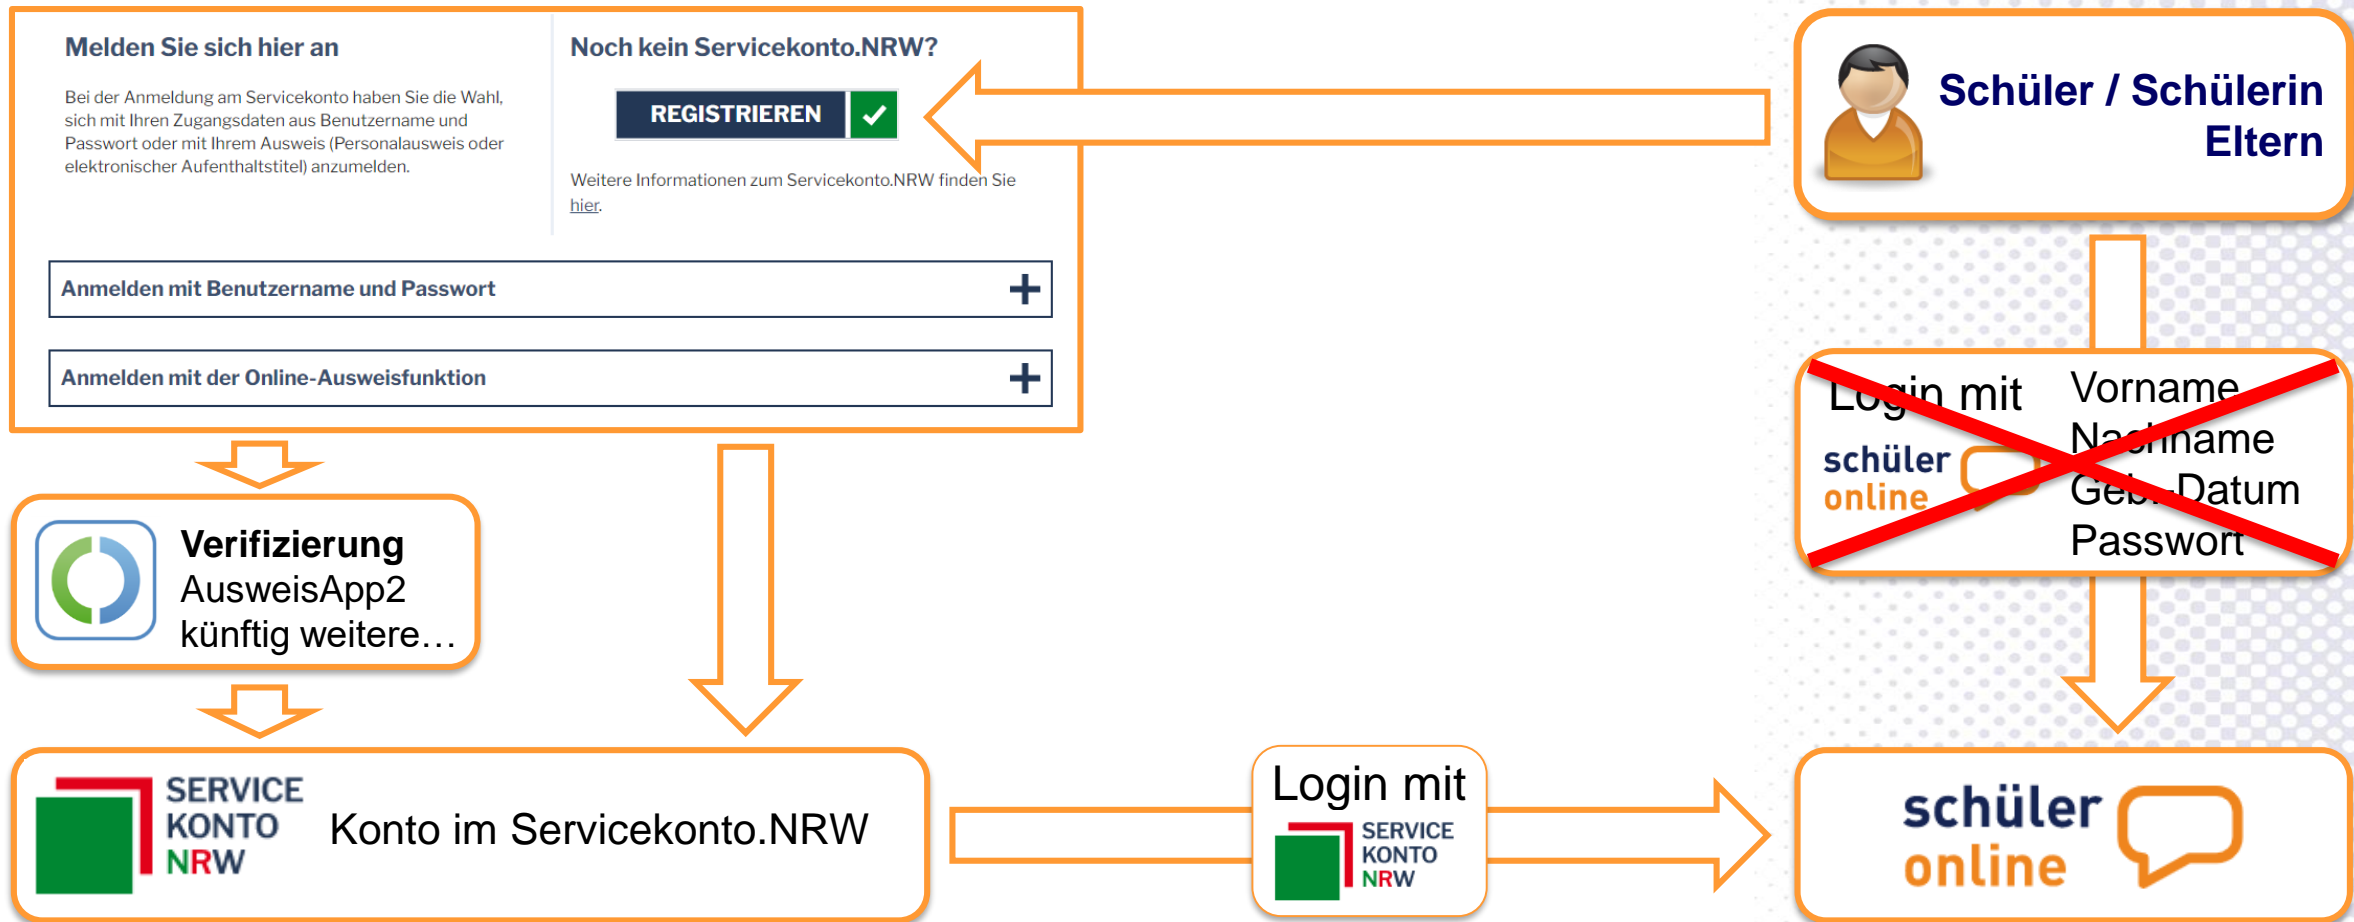 Melden Sie sich hier an
Bei der Anmeldung am Servicekonto haben Sie die Wahl,
sich mit Ihren Zugangsdaten aus Benutzername und
Passwort oder mit Ihrem Ausweis (Personalausweis oder
elektronischer Aufenthaltstitel) anzumelden.
Noch kein Servicekonto.NRW?
REGISTRIEREN
Weitere Informationen zum Servicekonto.NRW finden Sie
hier.
Anmelden mit Benutzername und Passwort
Anmelden mit der Online-Ausweisfunktion
Schüler / Schülerin
Eltern
Login mit
schüler
online
Vorname
Nachname
Geb.-Datum
Passwort
Verifizierung
AusweisApp2
künftig weitere…
SERVICE
KONTO
NRW
Konto im Servicekonto.NRW
Login mit
SERVICE
KONTO
NRW
schüler
online